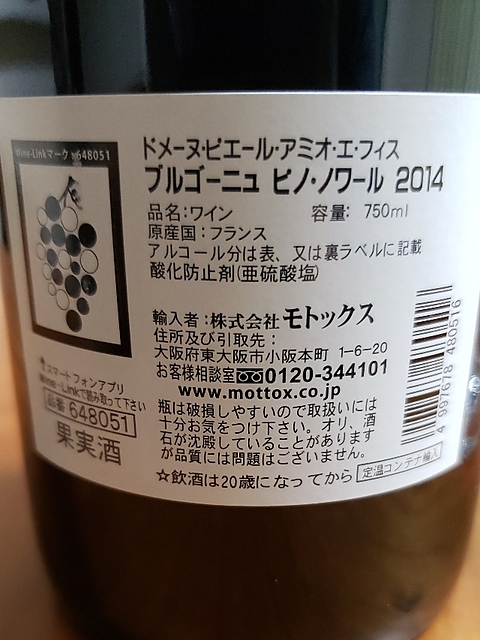 Wine-Linkマーク:648051
ドメーヌ・ピエール・アミオ・エ・フィス
ブルゴーニュ ピノ・ノワール 2014
品名:ワイン 容量: 750ml
原産国:フランス
アルコール分は表、又は裏ラベルに記載
酸化防止剤(亜硫酸塩)
輸入者:株式会社モトックス
住所及び引取先:
大阪府東大阪市小阪本町 1-6-20
お客様相談室 0120-344101
www.mottox.co.jp
瓶は破損しやすので取扱いには
十分お気をつけ下さい。オリ、酒
石が沈殿していることがあります
が品質には問題はございません。
☆飲酒は20歳になってから
定温コンテナ輸入
スマートフォンアプリ
Wine-Linkで読み取って下さい
品番 648051
果実酒
4 997678 480516